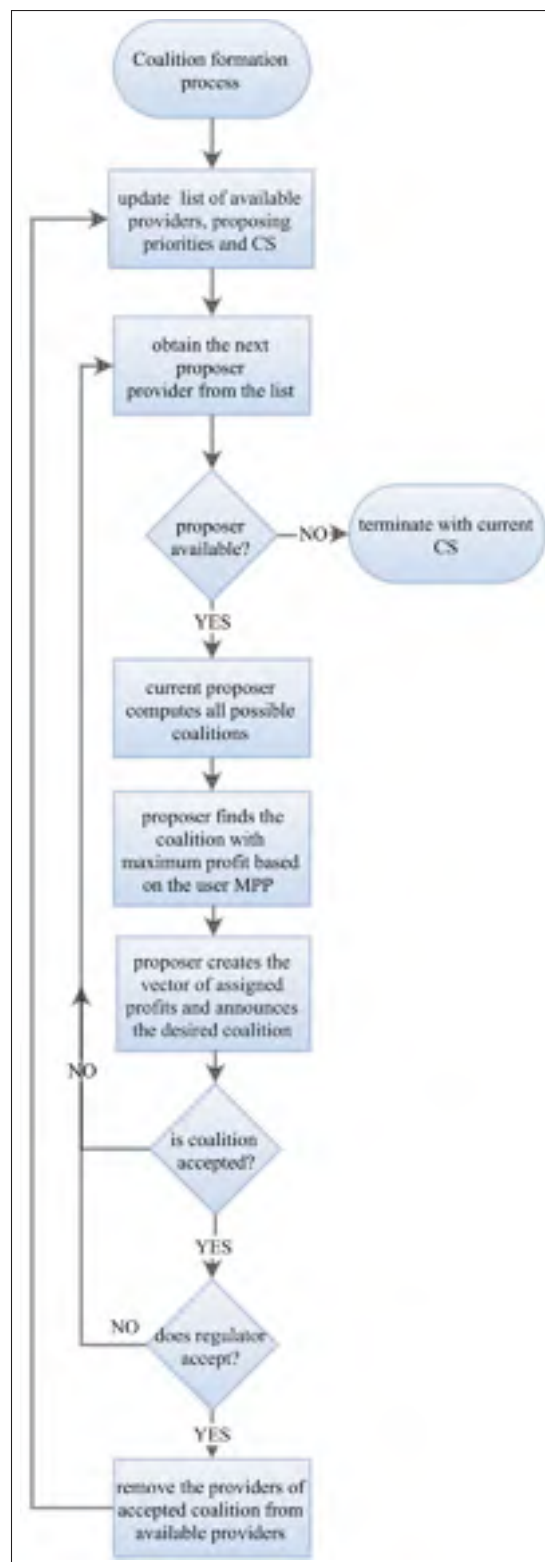 Coalition formation
process
update list of available
providers, proposing
priorities and CS
obtain the next
proposer
provider from the list
proposer
available?
NO
terminate with current
CS
YES
current proposer
computes all possible
coalitions
proposer finds the
coalition with
maximum profit based
on the user MPP
proposer creates the
vector of assigned
profits and announces
the desired coalition
NO
is coalition
accepted?
YES
NO
does regulator
accept?
YES
remove the providers of
accepted coalition from
available providers